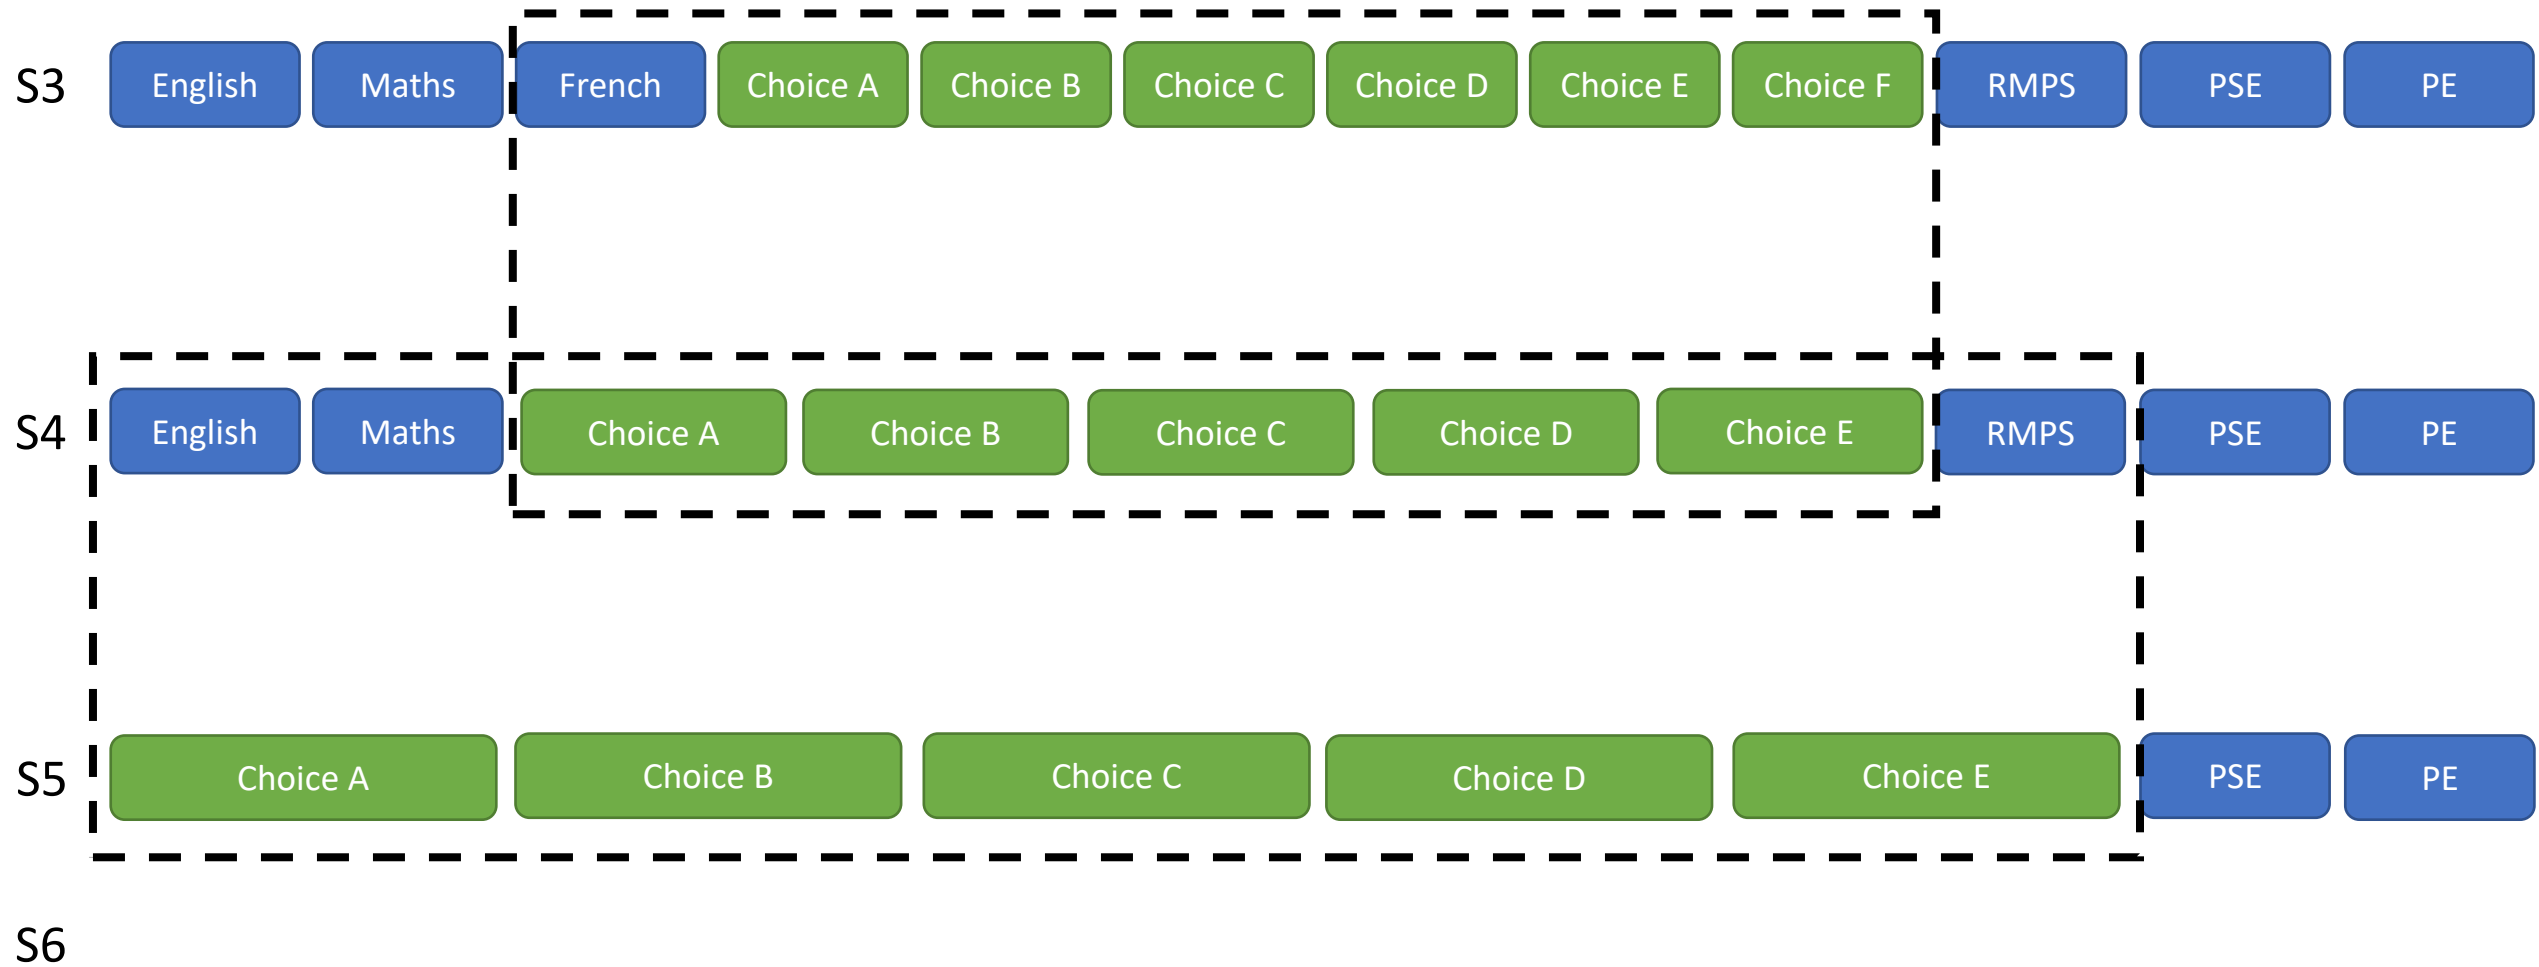 S3 English Maths French Choice A Choice B Choice C Choice D Choice E Choice F RMPS PSE PE
S4 English Maths Choice A Choice B Choice C Choice D Choice E RMPS PSE PE
S5 Choice A Choice B Choice C Choice D Choice E PSE PE
S6